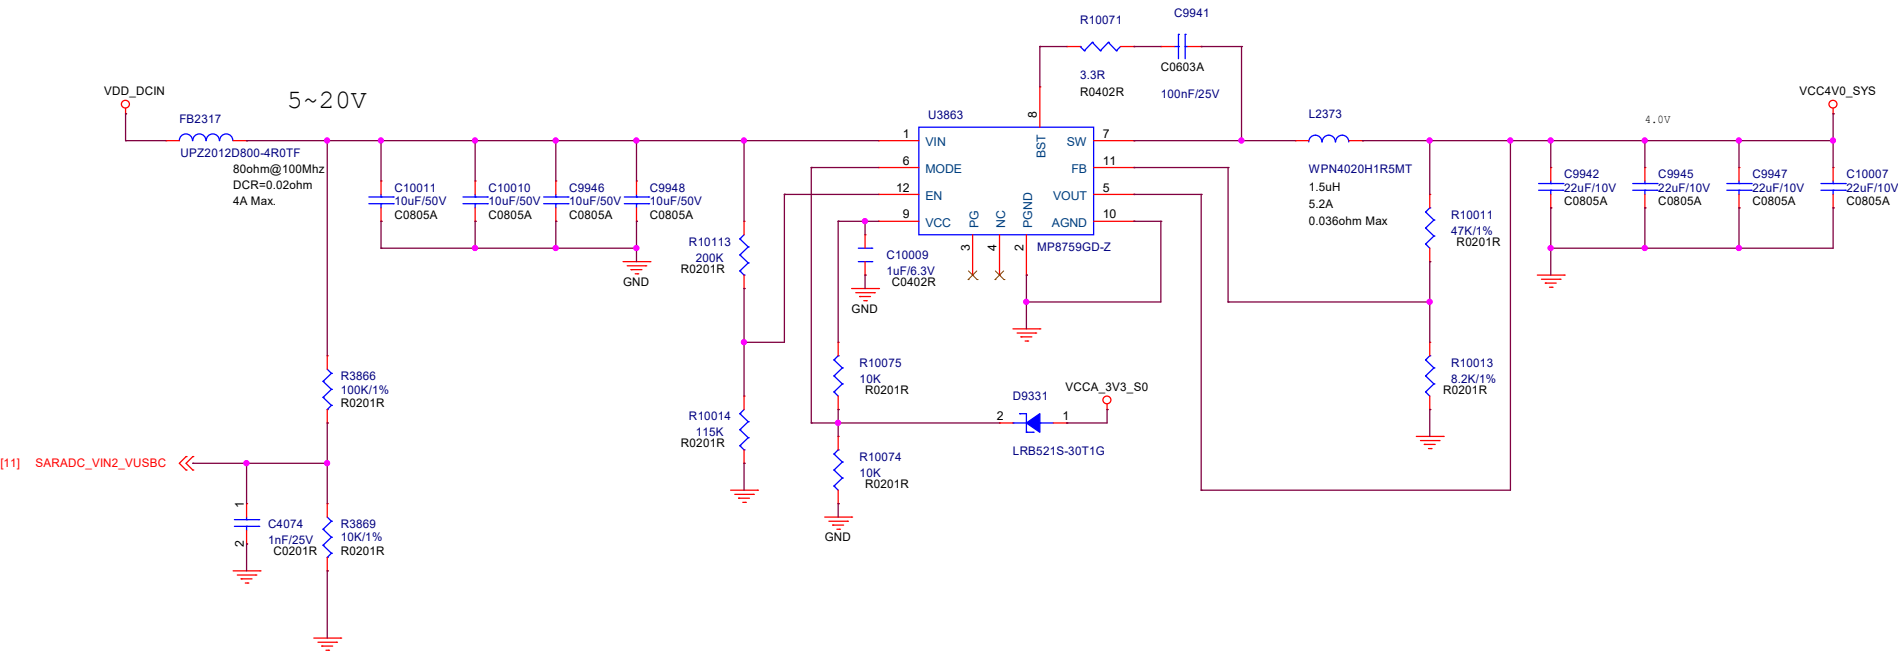 R10071
C9941
3.3R
R0402R
C0603A
100nF/25V
VDD_DCIN
5~20V
FB2317
UPZ2012D800-4R0TF
80ohm@100Mhz
DCR=0.02ohm
4A Max.
C10011
10uF/50V
C0805A
C10010
10uF/50V
C0805A
C9946
10uF/50V
C0805A
C9948
10uF/50V
C0805A
GND
U3863
1
VIN
6
MODE
12
EN
9
VCC
8
BST
SW
7
FB
11
VOUT
5
AGND
10
PG
3
NC
4
PGND
2
MP8759GD-Z
L2373
WPN4020H1R5MT
1.5uH
5.2A
0.036ohm Max
VCC4V0_SYS
4.0V
C9942
22uF/10V
C0805A
C9945
22uF/10V
C0805A
C9947
22uF/10V
C0805A
C10007
22uF/10V
C0805A
R10011
47K/1%
R0201R
R10113
200K
R0201R
C10009
1uF/6.3V
C0402R
GND
R3866
100K/1%
R0201R
R10075
10K
R0201R
R10013
8.2K/1%
R0201R
R10014
115K
R0201R
D9331
2
1
VCCA_3V3_S0
LRB521S-30T1G
R10074
10K
R0201R
GND
[11] SARADC_VIN2_VUSBC
1
2
C4074
1nF/25V
C0201R
R3869
10K/1%
R0201R